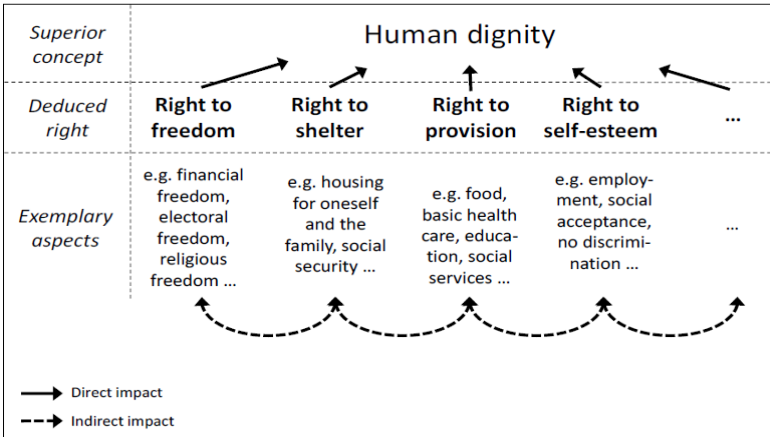 Superior
concept
Human dignity
Deduced
right
Right to
freedom
Right to
shelter
Right to
provision
Right to
self-esteem
...
Exemplary
aspects
e.g. financial
freedom,
electoral
freedom,
religious
freedom ...
e.g. housing
for oneself
and the
family, social
security ...
e.g. food,
basic health
care, educa-
tion, social
services ...
e.g. employ-
ment, social
acceptance,
no discrimi-
nation ...
...
Direct impact
Indirect impact